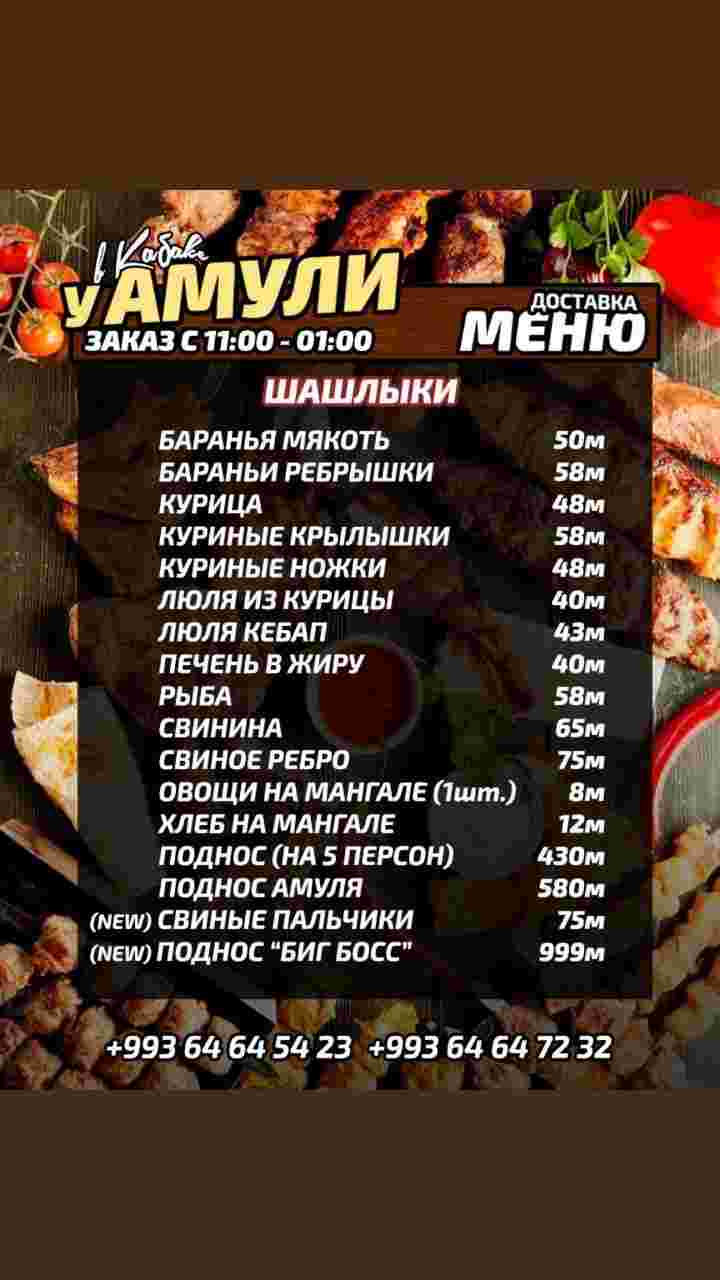 в Кабаке
У АМУЛИ
ЗАКАЗ С 11:00 - 01:00
ДОСТАВКА
МЕНЮ
ШАШЛЫКИ
БАРАНЬЯ МЯКОТЬ 50м
БАРАНЬИ РЕБРЫШКИ 58м
КУРИЦА 48м
КУРИНЫЕ КРЫЛЫШКИ 58м
КУРИНЫЕ НОЖКИ 48м
ЛЮЛЯ ИЗ КУРИЦЫ 40м
ЛЮЛЯ КЕБАП 43м
ПЕЧЕНЬ В ЖИРУ 40м
РЫБА 58м
СВИНИНА 65м
СВИНОЕ РЕБРО 75м
ОВОЩИ НА МАНГАЛЕ (1шт.) 8м
ХЛЕБ НА МАНГАЛЕ 12м
ПОДНОС (НА 5 ПЕРСОН) 430м
ПОДНОС АМУЛЯ 580м
(NEW) СВИНЫЕ ПАЛЬЧИКИ 75м
(NEW) ПОДНОС “БИГ БОСС” 999м
+993 64 64 54 23 +993 64 64 72 32